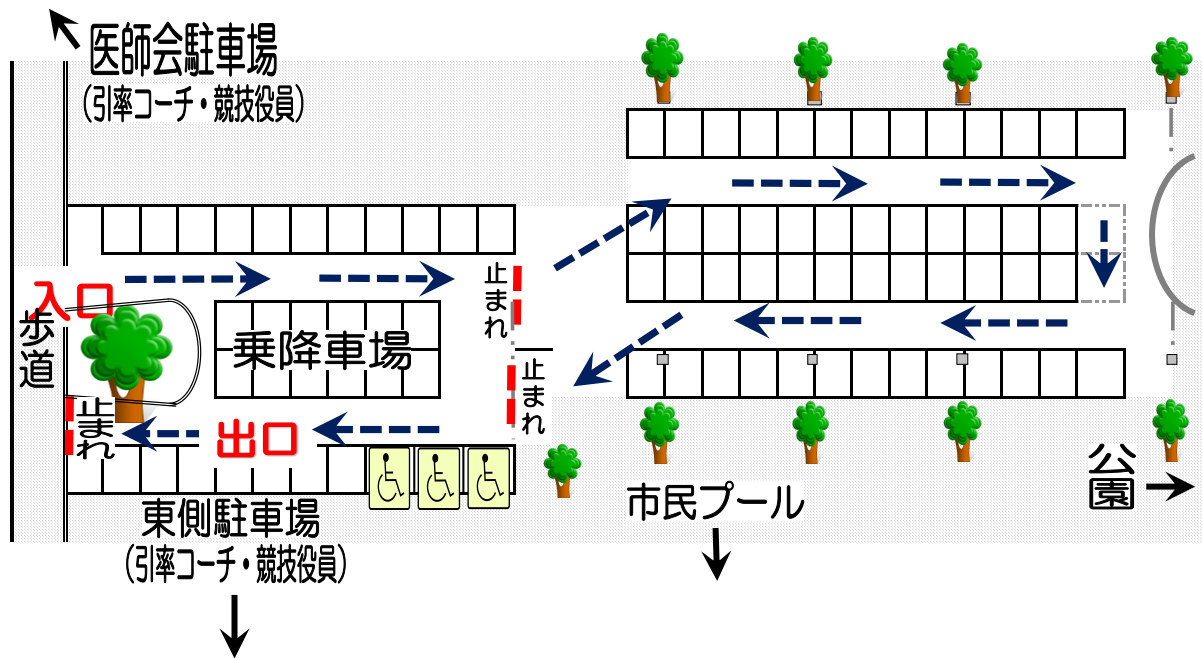 医師会駐車場
(引率コーチ・競技役員)
入口
歩道
止まれ
乗降車場
止まれ
止まれ
出口
東側駐車場
(引率コーチ・競技役員)
市民プール
公園